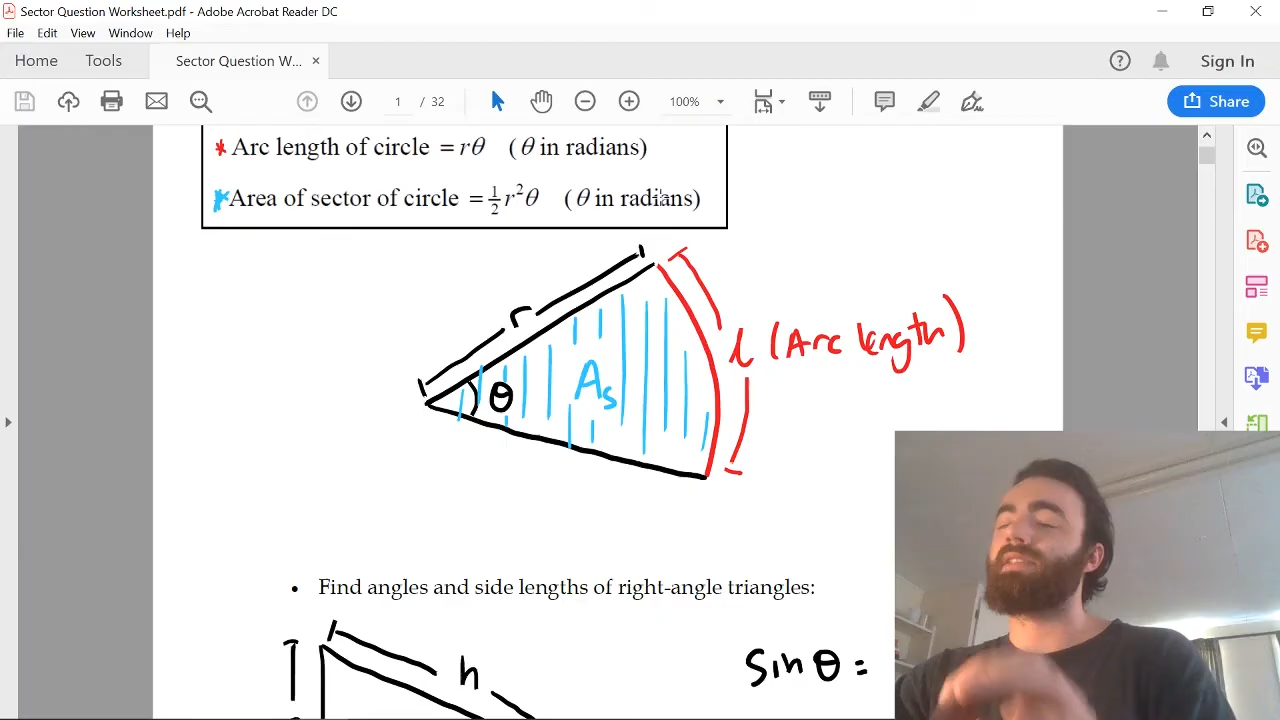 Sector Question Worksheet.pdf - Adobe Acrobat Reader DC
File Edit View Window Help
Home Tools Sector Question W... × Sign In
1 / 32 100% Share
* Arc length of circle = rθ (θ in radians)
* Area of sector of circle = ½ r²θ (θ in radians)
r
l (Arc length)
θ
As
• Find angles and side lengths of right-angle triangles:
h
Sin θ =